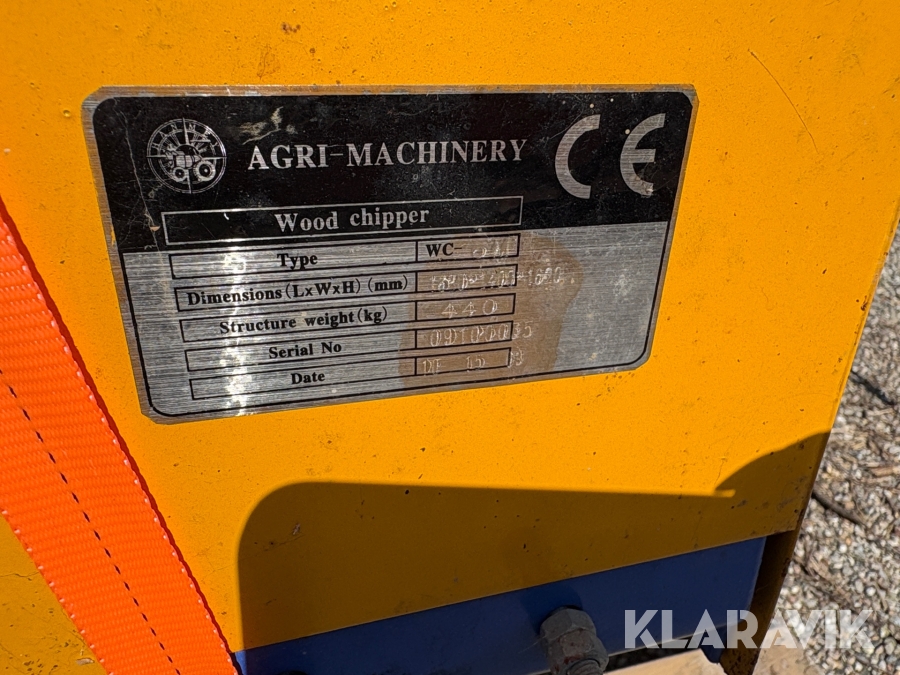 AGRI-MACHINERY CE
Wood chipper
Type WC-
Dimensions(LxWxH)(mm)
Structure weight(kg) 440
Serial No
Date
KLARAVIK